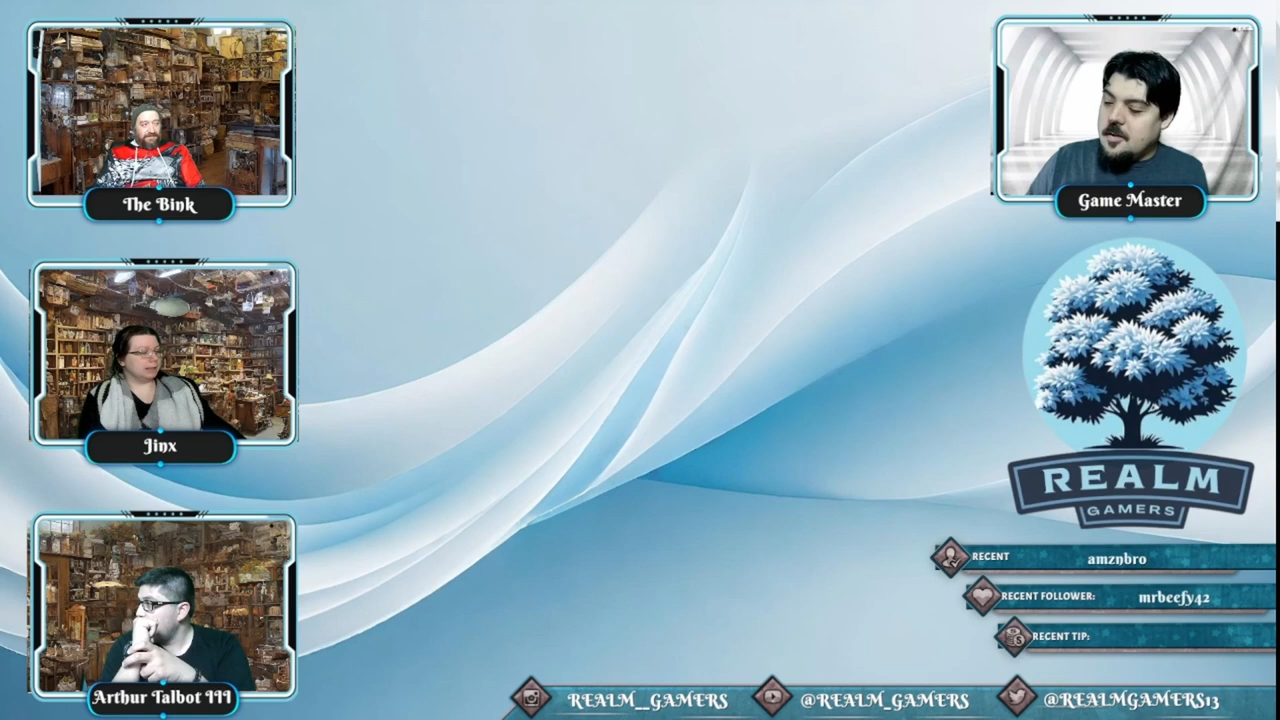 The Bink
Game Master
Jinx
REALM
GAMERS
RECENT amznbro
RECENT FOLLOWER: mrbeefy42
RECENT TIP:
Arthur Talbot III
REALM__GAMERS @REALM_GAMERS @REALMGAMERS13